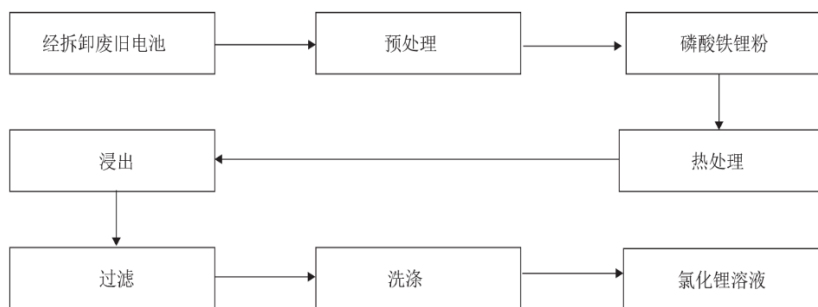 经拆卸废旧电池
预处理
磷酸铁锂粉
热处理
浸出
过滤
洗涤
氯化锂溶液